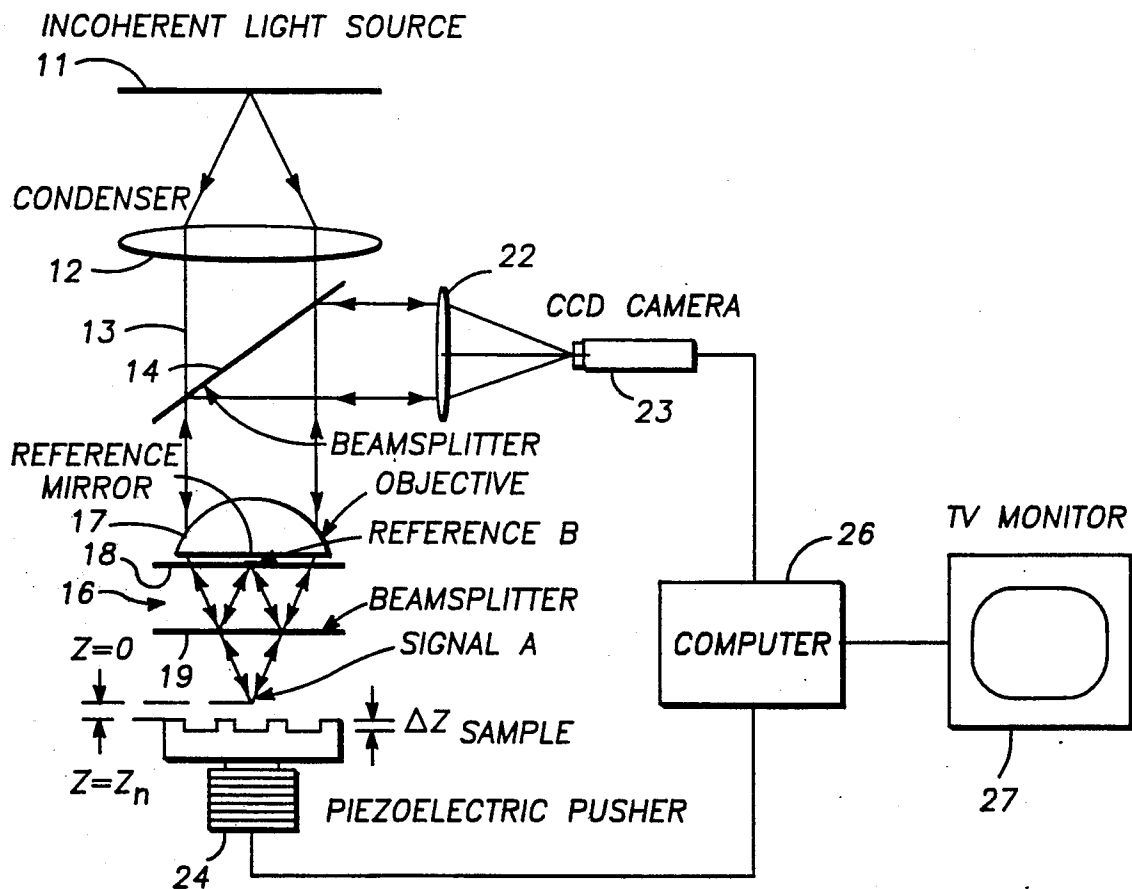 INCOHERENT LIGHT SOURCE
11
CONDENSER
12
22
CCD CAMERA
13
14
23
BEAMSPLITTER
REFERENCE
MIRROR
OBJECTIVE
17
REFERENCE B
18
26
TV MONITOR
16
BEAMSPLITTER
COMPUTER
Z=0
19
SIGNAL A
ΔZ
SAMPLE
Z=Zn
PIEZOELECTRIC PUSHER
27
24